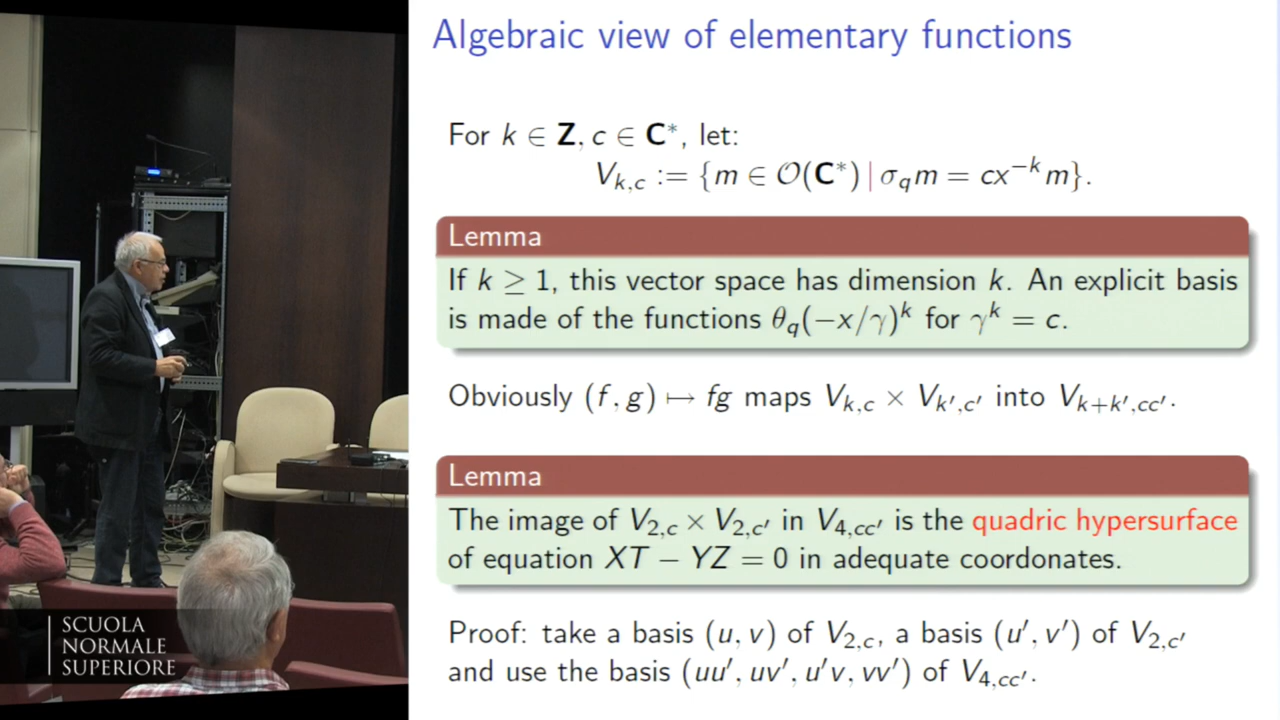 Algebraic view of elementary functions
For k ∈ Z, c ∈ C*, let:
V_{k,c} := {m ∈ O(C*) | σ_q m = cx^{-k} m}.
Lemma
If k ≥ 1, this vector space has dimension k. An explicit basis
is made of the functions θ_q(−x/γ)^k for γ^k = c.
Obviously (f, g) ↦ fg maps V_{k,c} × V_{k′,c′} into V_{k+k′,cc′}.
Lemma
The image of V_{2,c} × V_{2,c′} in V_{4,cc′} is the quadric hypersurface
of equation XT − YZ = 0 in adequate coordonates.
Proof: take a basis (u, v) of V_{2,c}, a basis (u′, v′) of V_{2,c′}
and use the basis (uu′, uv′, u′v, vv′) of V_{4,cc′}.
SCUOLA
NORMALE
SUPERIORE